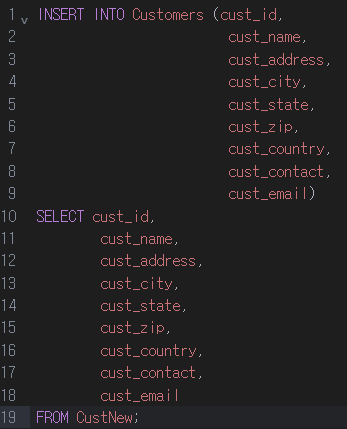 1 INSERT INTO Customers (cust_id,
2 cust_name,
3 cust_address,
4 cust_city,
5 cust_state,
6 cust_zip,
7 cust_country,
8 cust_contact,
9 cust_email)
10 SELECT cust_id,
11 cust_name,
12 cust_address,
13 cust_city,
14 cust_state,
15 cust_zip,
16 cust_country,
17 cust_contact,
18 cust_email
19 FROM CustNew;